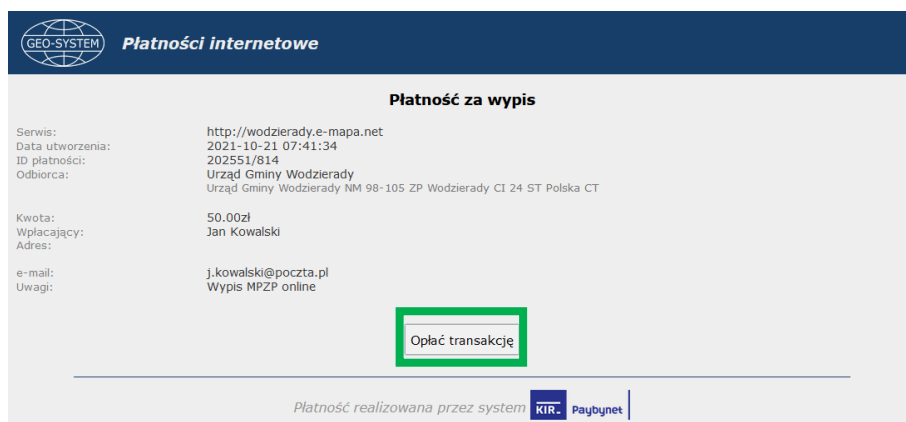 GEO-SYSTEM
Płatności internetowe
Płatność za wypis
Serwis: http://wodzierady.e-mapa.net
Data utworzenia: 2021-10-21 07:41:34
ID płatności: 202551/814
Odbiorca: Urząd Gminy Wodzierady
Urząd Gminy Wodzierady NM 98-105 ZP Wodzierady CI 24 ST Polska CT
Kwota: 50.00zł
Wpłacający: Jan Kowalski
Adres:
e-mail: j.kowalski@poczta.pl
Uwagi: Wypis MPZP online
Opłać transakcję
Płatność realizowana przez system KIR. Paybynet